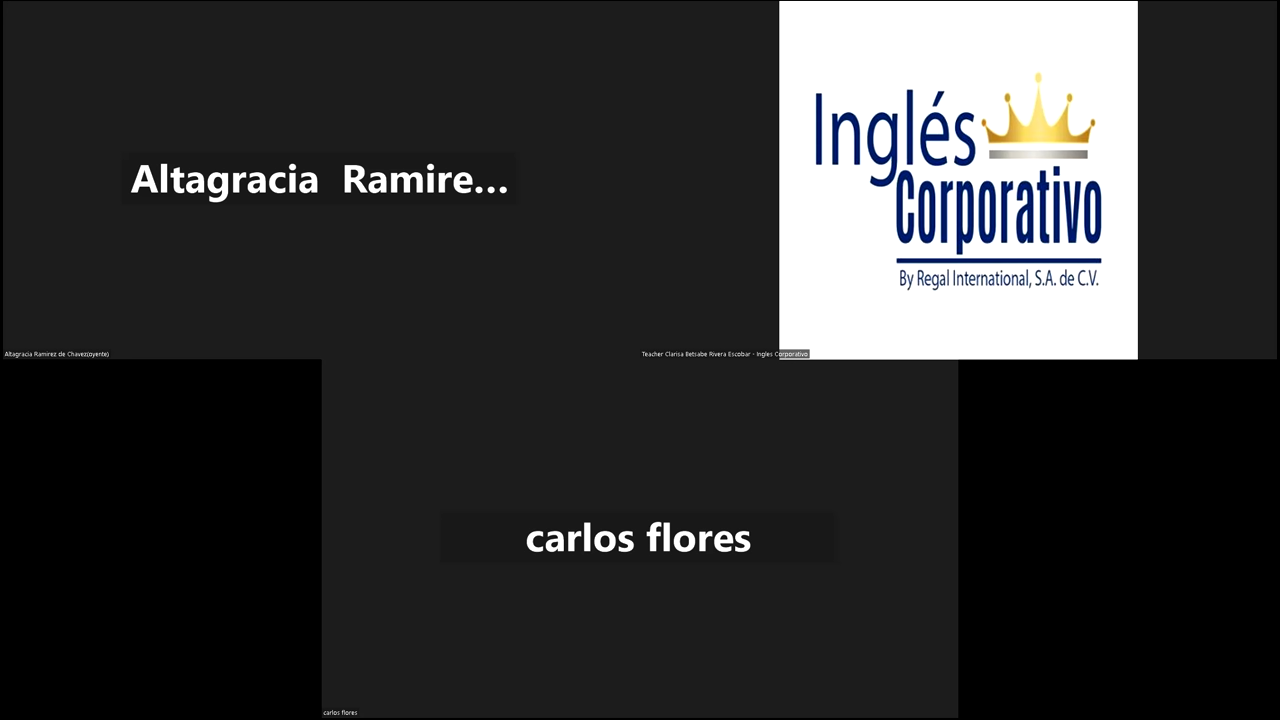 Altagracia  Ramire...
Inglés
Corporativo
By Regal International, S.A. de C.V.
Altagracia Ramirez de Chavez(oyente)
Teacher Clarisa Betsabe Rivera Escobar - Ingles Corporativo
carlos flores
carlos flores